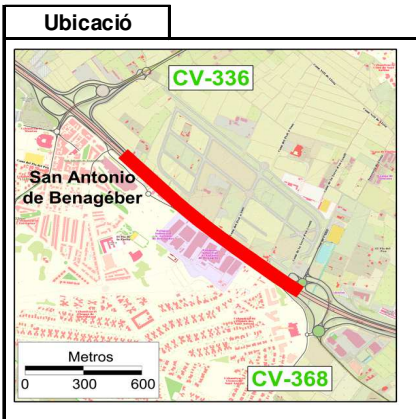 Ubicació
CV-336
San Antonio
de Benagéber
Metros
0 300 600
CV-368